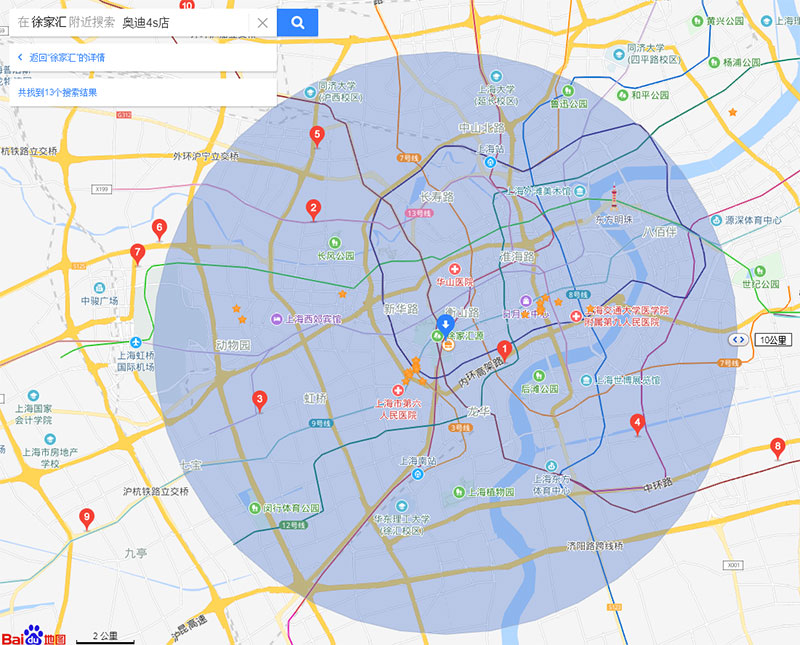 在 徐家汇 附近搜索 奥迪4s店
返回"徐家汇"的详情
共找到13个搜索结果
10
黄兴公园
同济大学
(四平路校区)
杨浦公园
同济大学
(沪西校区)
上海大学
(延长校区)
鲁迅公园
和平公园
G312
中山北路
5
杭铁路立交桥
外环沪宁立交桥
7号线
上海站
X199
长寿路
上海外滩美术馆
2
13号线
东方明珠
源深体育中心
6
八佰伴
7
长风公园
淮海路
华山医院
世纪公园
中骏广场
8号线
新华路
衡山路
上海交通大学医学院
附属第九人民医院
上海西郊宾馆
徐家汇源
动物园
上海虹桥
国际机场
1
10公里
内环高架路
7号线
后滩公园
上海世博展览馆
3
虹桥
上海市第六
人民医院
上海国家
会计学院
龙华
9号线
3号线
4
上海市房地产
学校
8
七宝
上海南站
上海东方
体育中心
沪杭铁路立交桥
中环路
上海植物园
闵行体育公园
9
华东理工大学
(徐汇校区)
12号线
九亭
济阳路跨线桥
X001
沪昆高速
Bai du 地图
2 公里